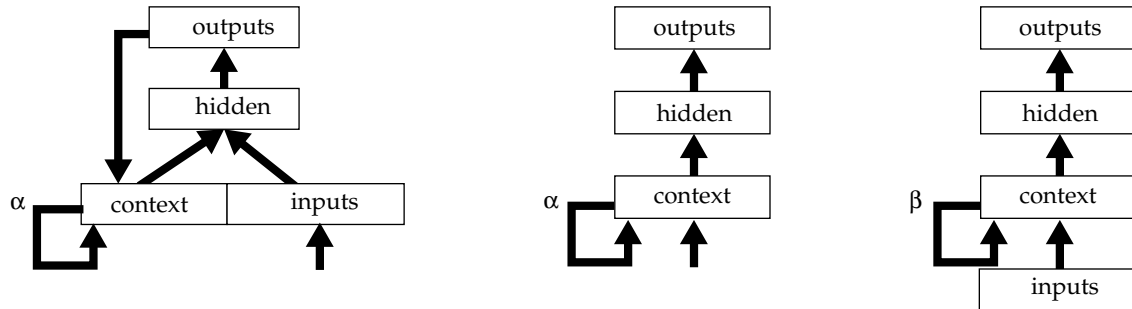 outputs
hidden
α
context
inputs
outputs
hidden
α
context
outputs
hidden
β
context
inputs